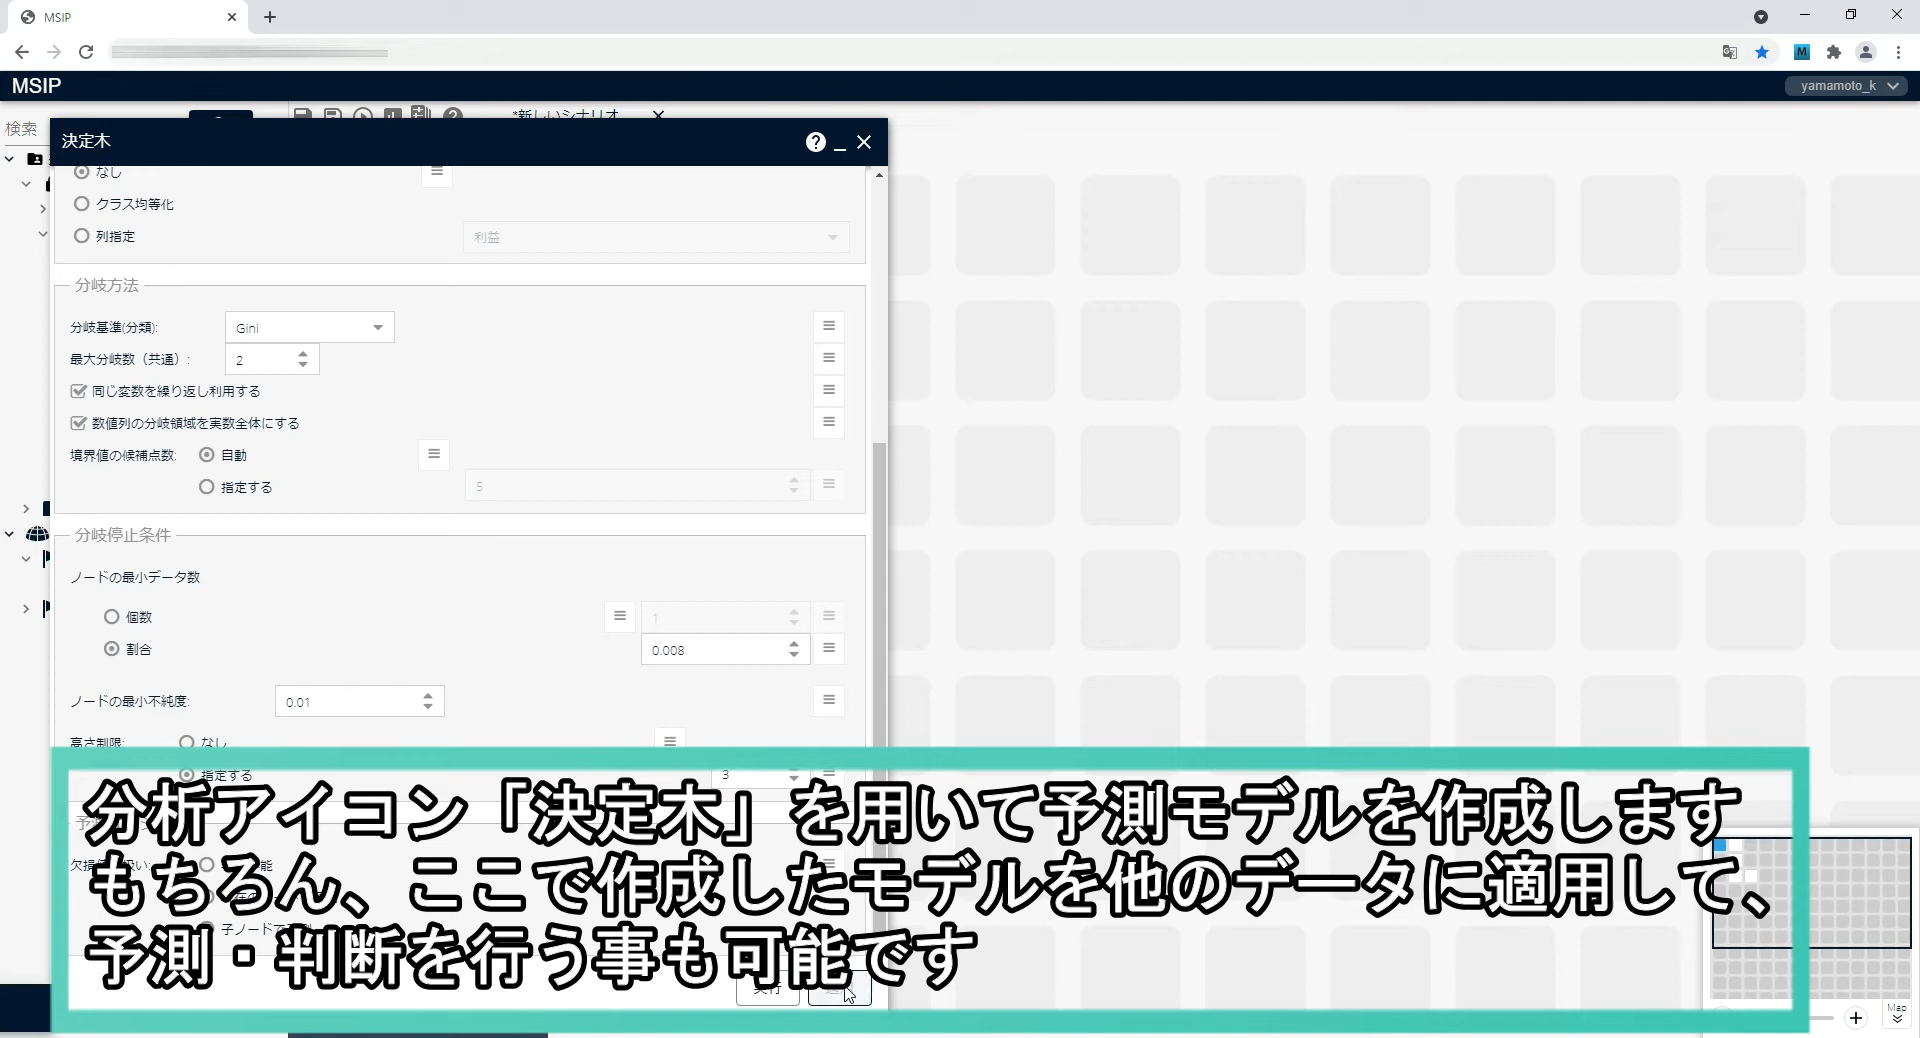 MSIP
MSIP
yamamoto_k
*新しいシナリオ
検索
決定木
なし
クラス均等化
列指定
利益
分岐方法
分岐基準(分類):
Gini
最大分岐数（共通）:
2
同じ変数を繰り返し利用する
数値列の分岐領域を実数全体にする
境界値の候補点数:
自動
指定する
5
分岐停止条件
ノードの最小データ数
個数
1
割合
0.008
ノードの最小不純度:
0.01
高さ制限:
なし
指定する
3
分析アイコン「決定木」を用いて予測モデルを作成します
もちろん、ここで作成したモデルを他のデータに適用して、
予測・判断を行う事も可能です
実行
Map